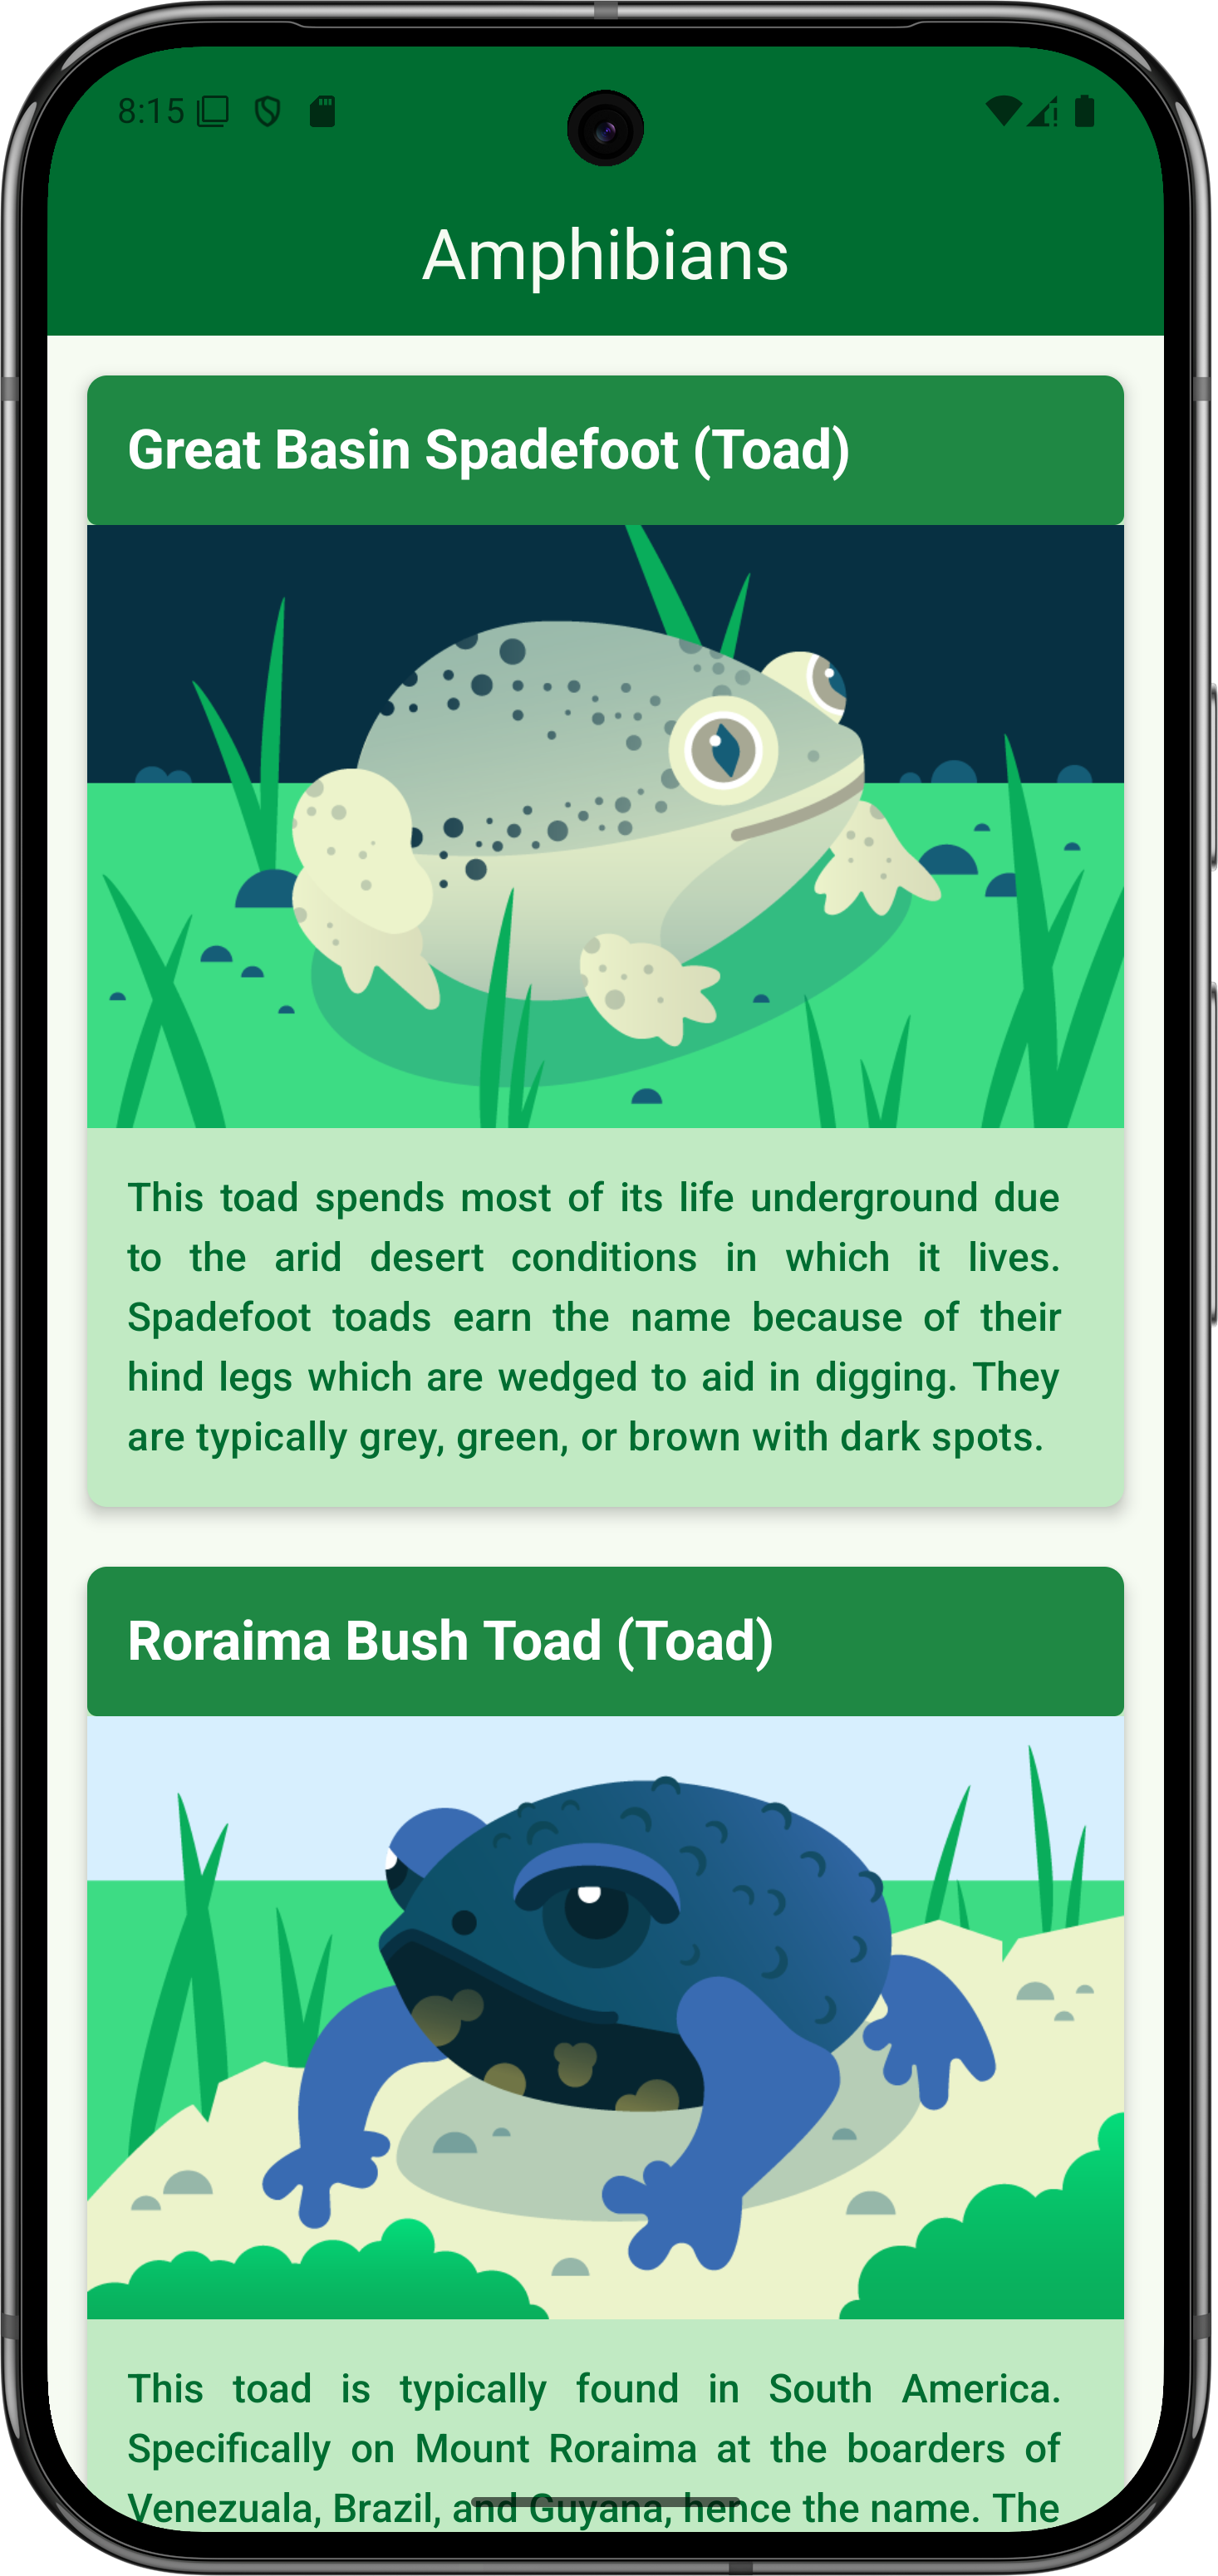 8:15
Amphibians
Great Basin Spadefoot (Toad)
This toad spends most of its life underground due
to the arid desert conditions in which it lives.
Spadefoot toads earn the name because of their
hind legs which are wedged to aid in digging. They
are typically grey, green, or brown with dark spots.
Roraima Bush Toad (Toad)
This toad is typically found in South America.
Specifically on Mount Roraima at the boarders of
Venezuala, Brazil, and Guyana, hence the name. The